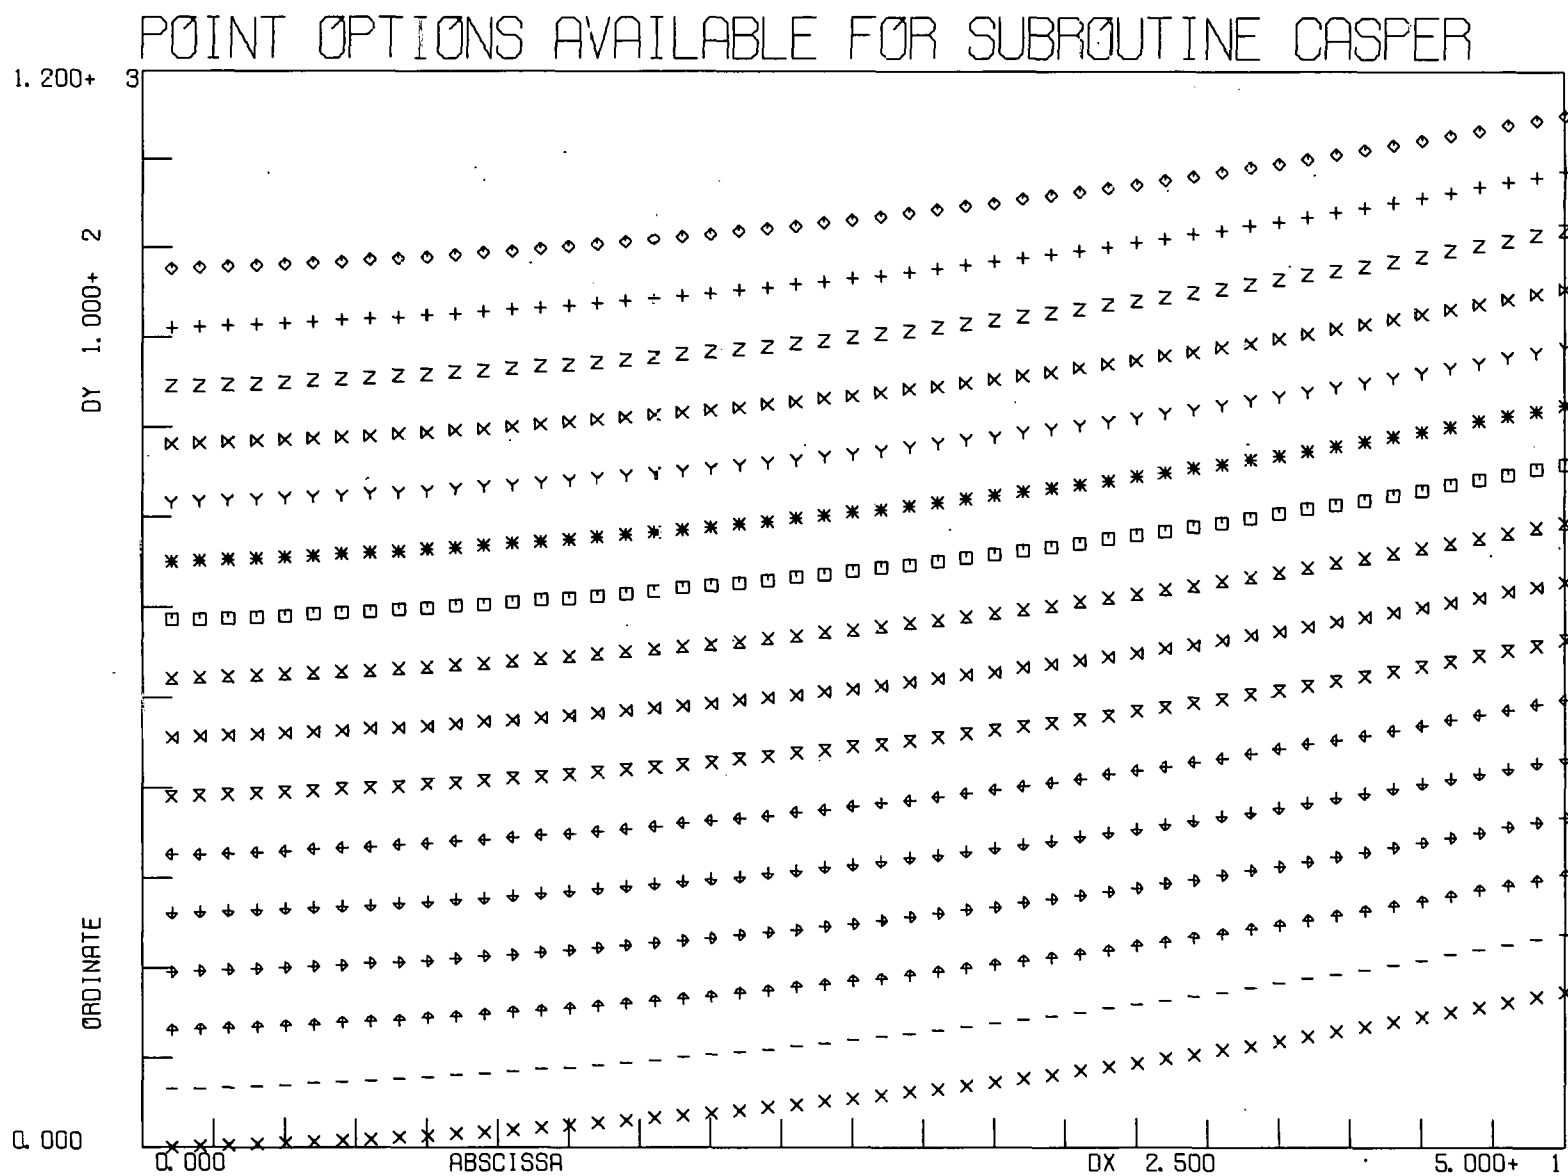 PØINT ØPTIØNS AVAILABLE FØR SUBRØUTINE CASPER
1.200+ 3
DY 1.000+ 2
ØRDINATE
0.000
0.000 ABSCISSA DX 2.500 5.000+ 1